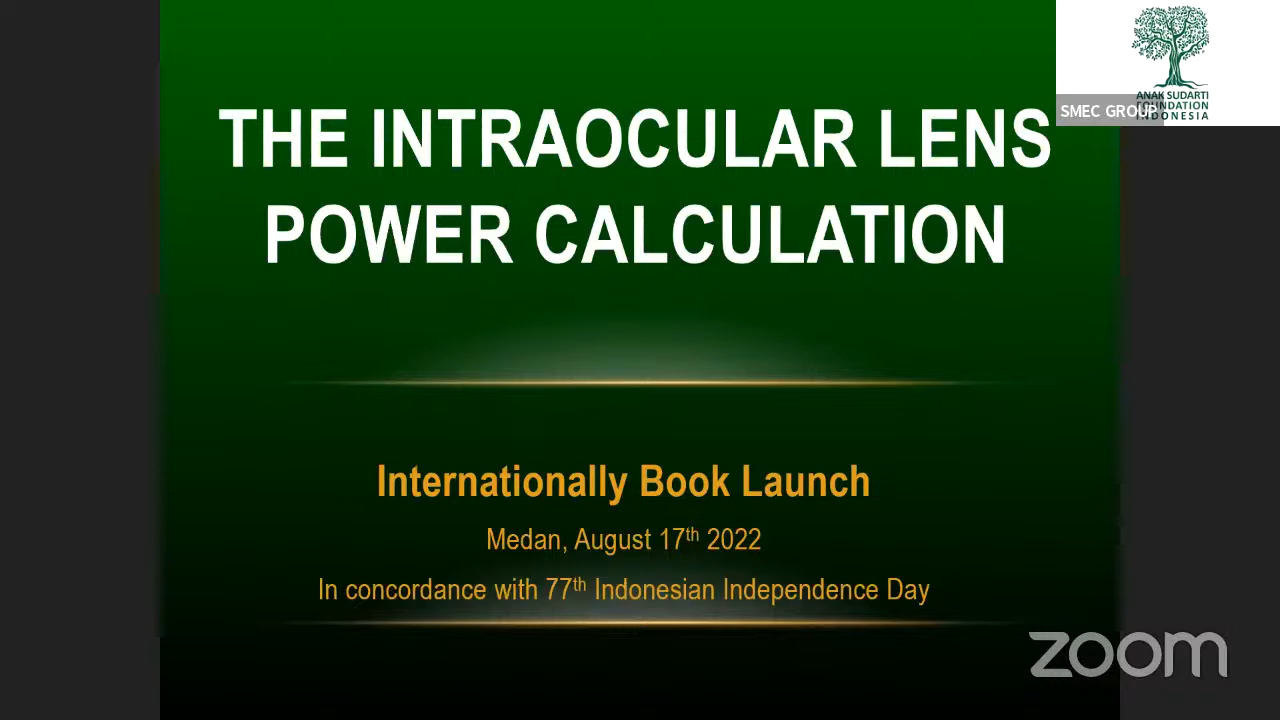 THE INTRAOCULAR LENS
POWER CALCULATION
ANAK SUDARTI
FOUNDATION
INDONESIA
SMEC GROUP
Internationally Book Launch
Medan, August 17th 2022
In concordance with 77th Indonesian Independence Day
zoom